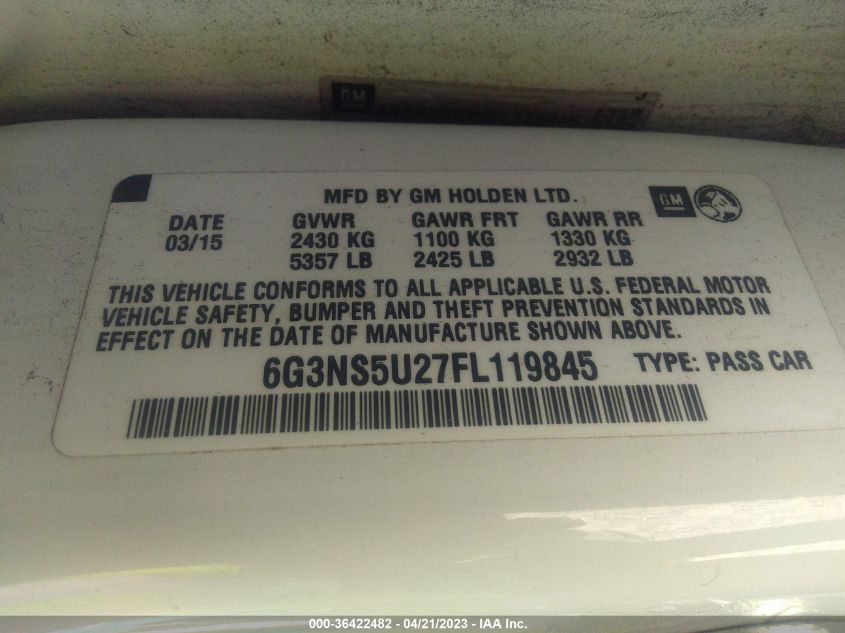 GM
MFD BY GM HOLDEN LTD.
GM
DATE GVWR GAWR FRT GAWR RR
03/15 2430 KG 1100 KG 1330 KG
5357 LB 2425 LB 2932 LB
THIS VEHICLE CONFORMS TO ALL APPLICABLE U.S. FEDERAL MOTOR
VEHICLE SAFETY, BUMPER AND THEFT PREVENTION STANDARDS IN
EFFECT ON THE DATE OF MANUFACTURE SHOWN ABOVE.
6G3NS5U27FL119845 TYPE: PASS CAR
000-36422482 - 04/21/2023 - IAA Inc.